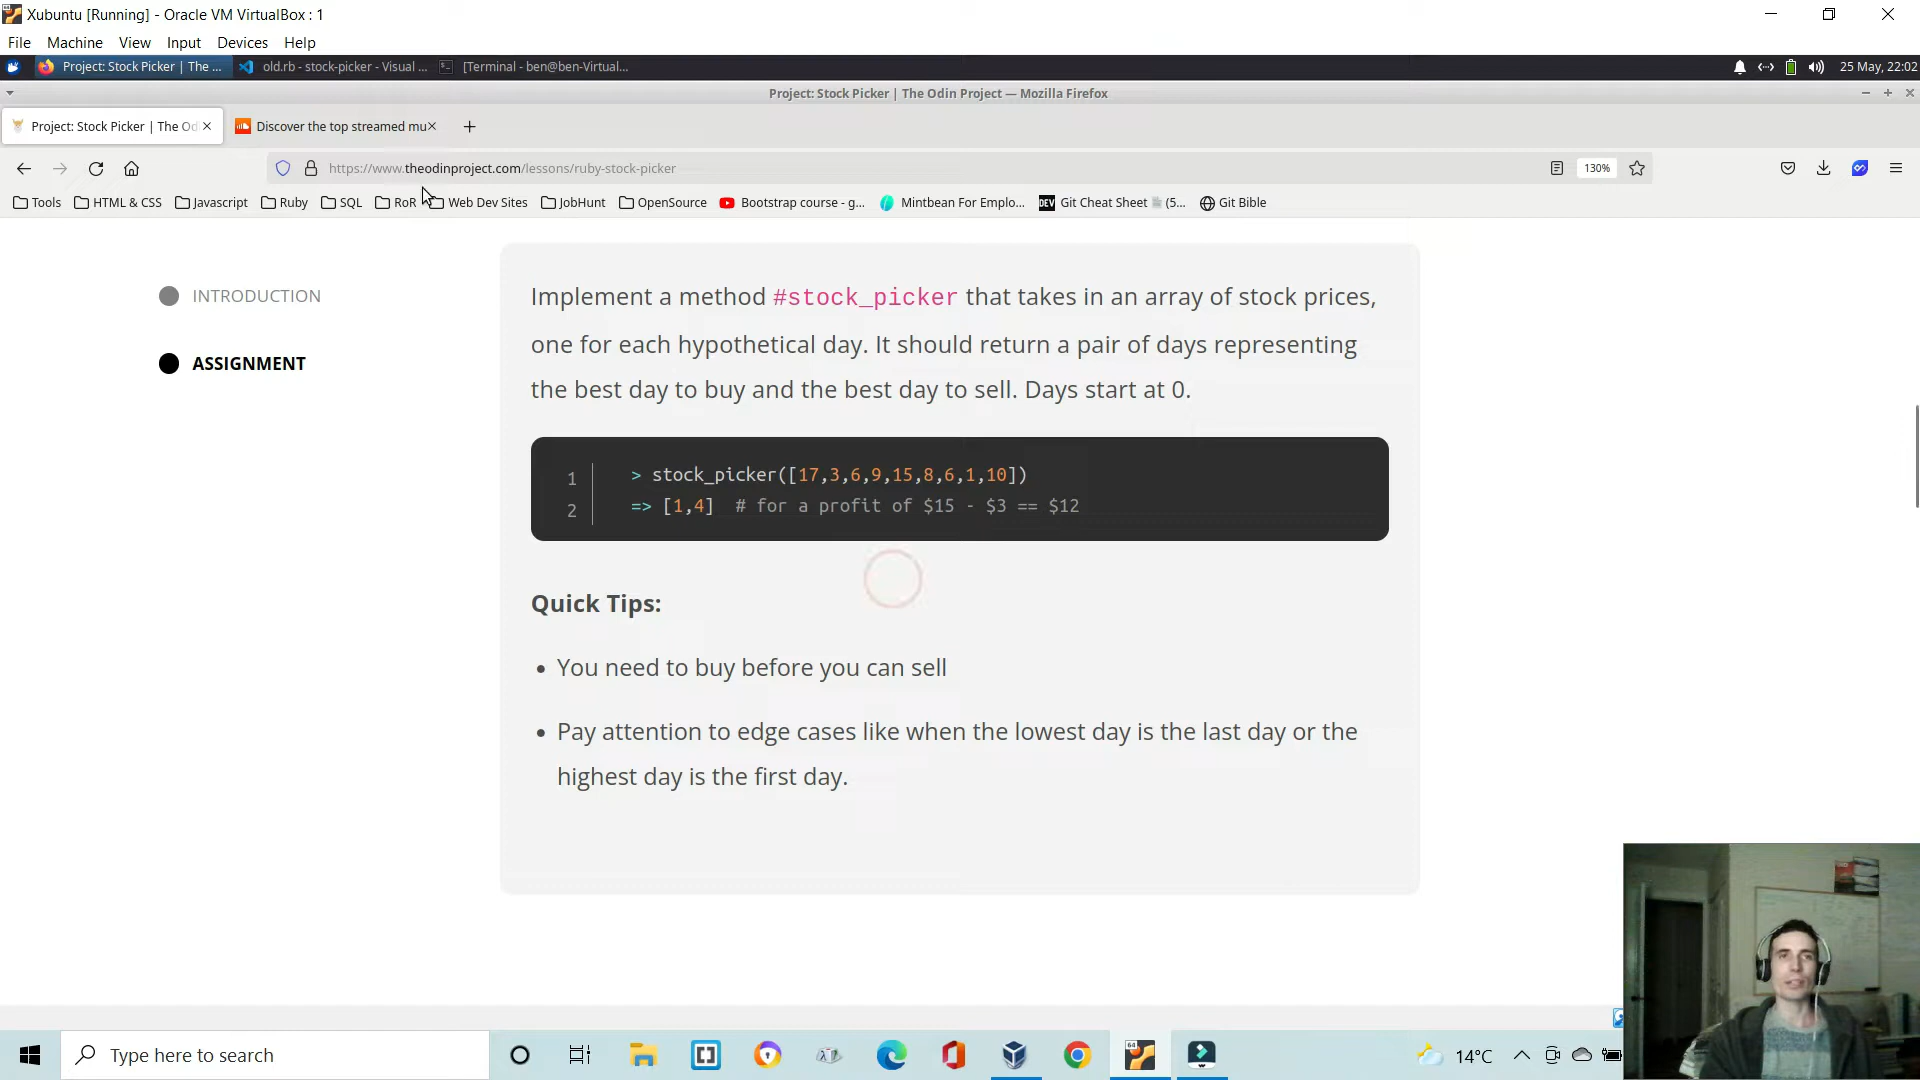 Xubuntu [Running] - Oracle VM VirtualBox : 1
File Machine View Input Devices Help
Project: Stock Picker | The ... old.rb - stock-picker - Visual ... [Terminal - ben@ben-Virtual... 25 May, 22:02
Project: Stock Picker | The Odin Project — Mozilla Firefox
Project: Stock Picker | The Od Discover the top streamed mu
https://www.theodinproject.com/lessons/ruby-stock-picker 130%
Tools HTML & CSS Javascript Ruby SQL RoR Web Dev Sites JobHunt OpenSource Bootstrap course - g... Mintbean For Emplo... DEV Git Cheat Sheet (5... Git Bible
INTRODUCTION
ASSIGNMENT
Implement a method #stock_picker that takes in an array of stock prices,
one for each hypothetical day. It should return a pair of days representing
the best day to buy and the best day to sell. Days start at 0.
1 > stock_picker([17,3,6,9,15,8,6,1,10])
2 => [1,4] # for a profit of $15 - $3 == $12
Quick Tips:
• You need to buy before you can sell
• Pay attention to edge cases like when the lowest day is the last day or the
highest day is the first day.
Type here to search
64
14°C